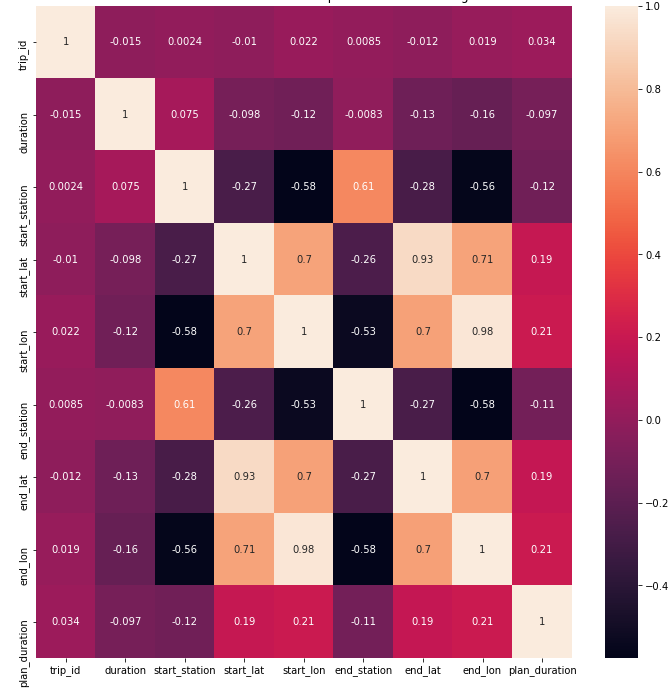 trip_id 1 -0.015 0.0024 -0.01 0.022 0.0085 -0.012 0.019 0.034
duration -0.015 1 0.075 -0.098 -0.12 -0.0083 -0.13 -0.16 -0.097
start_station 0.0024 0.075 1 -0.27 -0.58 0.61 -0.28 -0.56 -0.12
start_lat -0.01 -0.098 -0.27 1 0.7 -0.26 0.93 0.71 0.19
start_lon 0.022 -0.12 -0.58 0.7 1 -0.53 0.7 0.98 0.21
end_station 0.0085 -0.0083 0.61 -0.26 -0.53 1 -0.27 -0.58 -0.11
end_lat -0.012 -0.13 -0.28 0.93 0.7 -0.27 1 0.7 0.19
end_lon 0.019 -0.16 -0.56 0.71 0.98 -0.58 0.7 1 0.21
plan_duration 0.034 -0.097 -0.12 0.19 0.21 -0.11 0.19 0.21 1
trip_id duration start_station start_lat start_lon end_station end_lat end_lon plan_duration
1.0
0.8
0.6
0.4
0.2
0.0
−0.2
−0.4